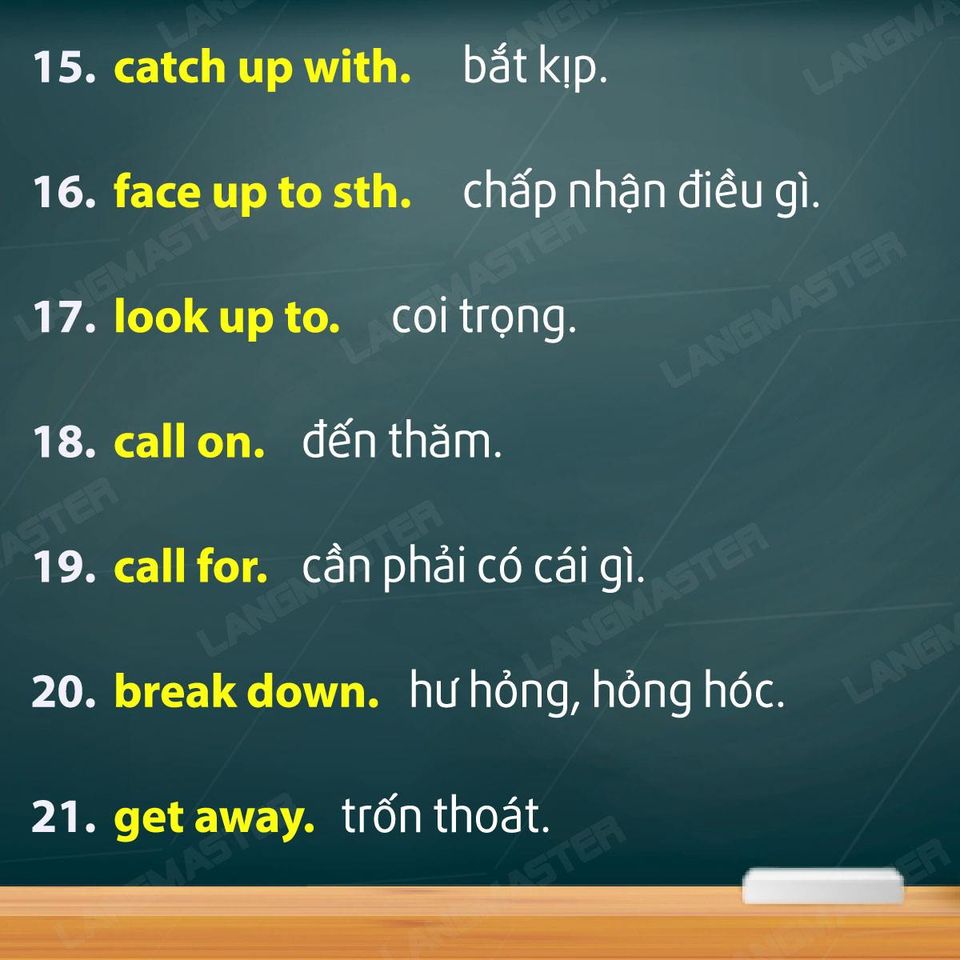 15. catch up with. bắt kịp.
16. face up to sth. chấp nhận điều gì.
17. look up to. coi trọng.
18. call on. đến thăm.
19. call for. cần phải có cái gì.
20. break down. hư hỏng, hỏng hóc.
21. get away. trốn thoát.
LANGMASTER